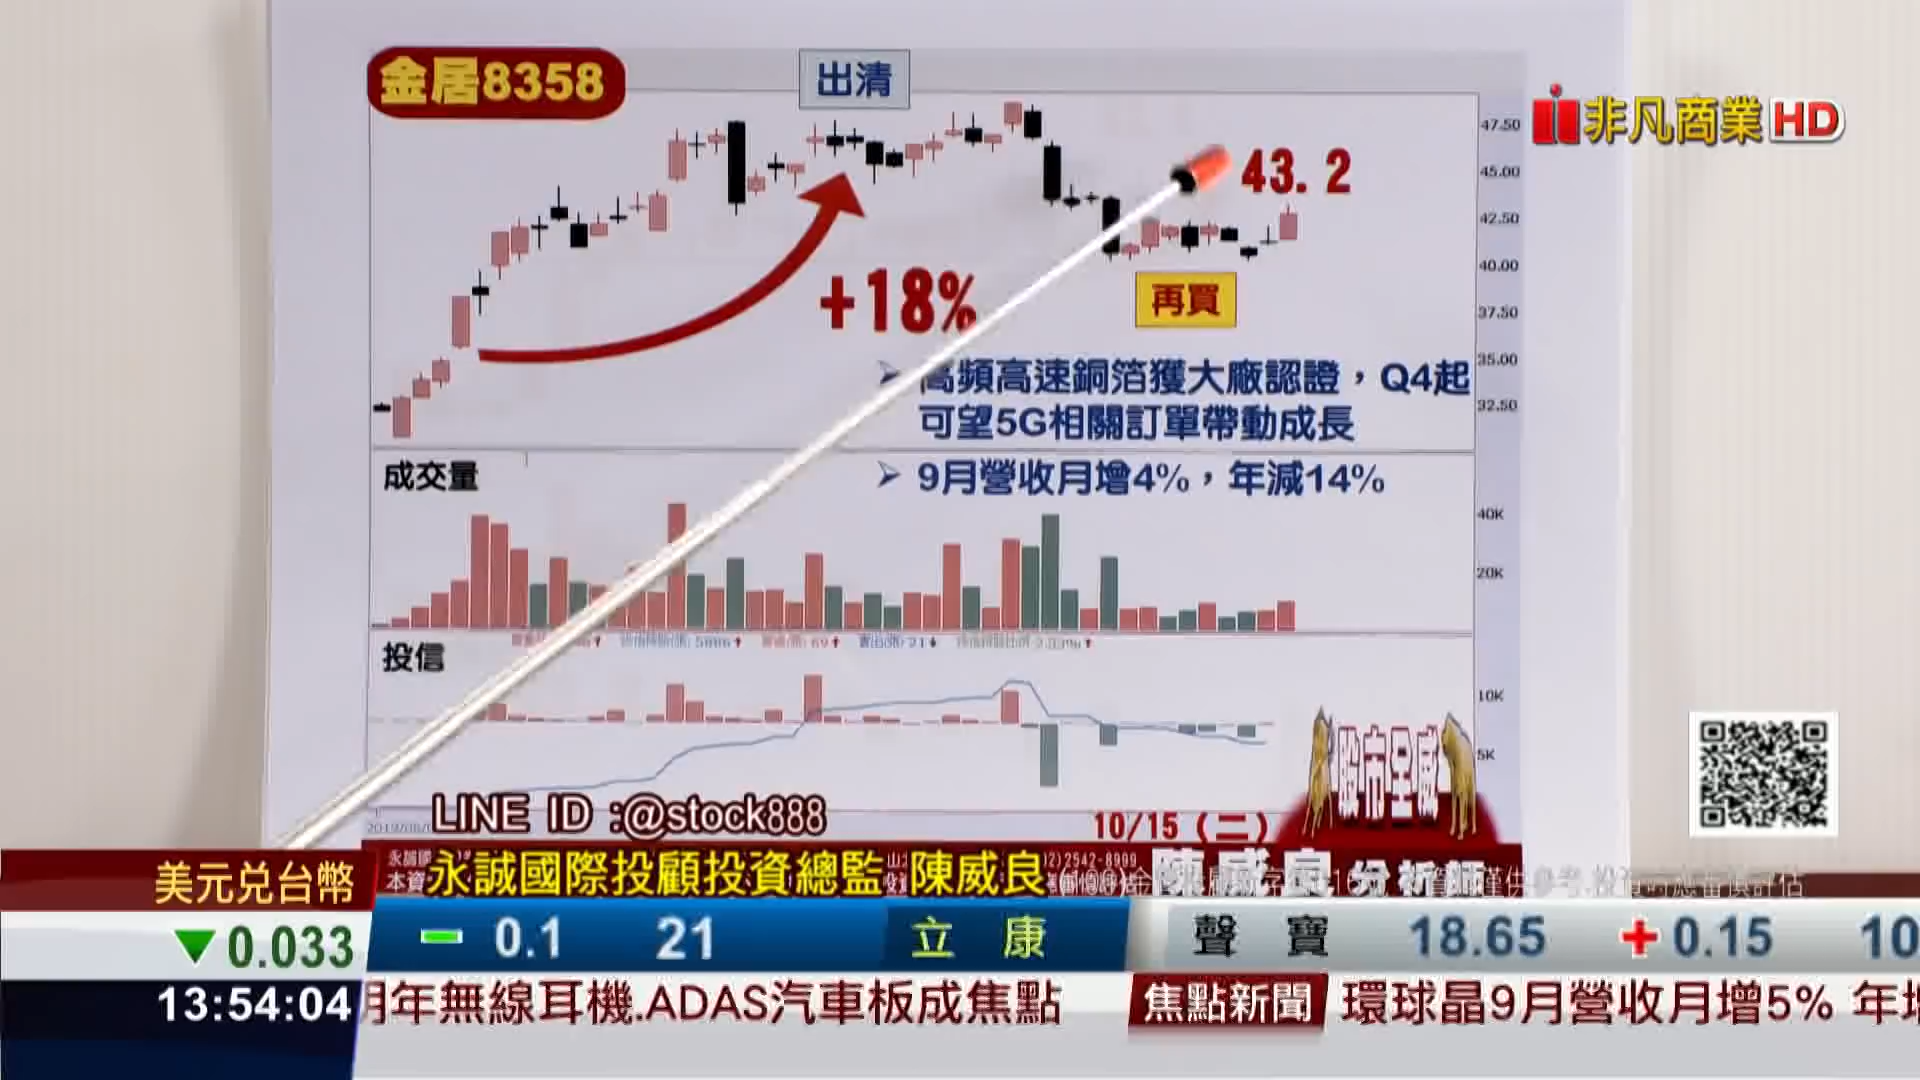 金居8358
出清
非凡商業HD
43.2
47.50
45.00
42.50
40.00
37.50
35.00
32.50
+18%
再買
高頻高速銅箔獲大廠認證，Q4起
可望5G相關訂單帶動成長
9月營收月增4%，年減14%
成交量
40K
20K
投信
10K
5K
股市全威
LINE ID :@stock888
10/15（二）
永誠國際投顧投資總監 陳威良
美元兌台幣
▼0.033
0.1 21 立康
聲寶 18.65 +0.15 10
13:54:04
明年無線耳機.ADAS汽車板成焦點
焦點新聞 環球晶9月營收月增5% 年增